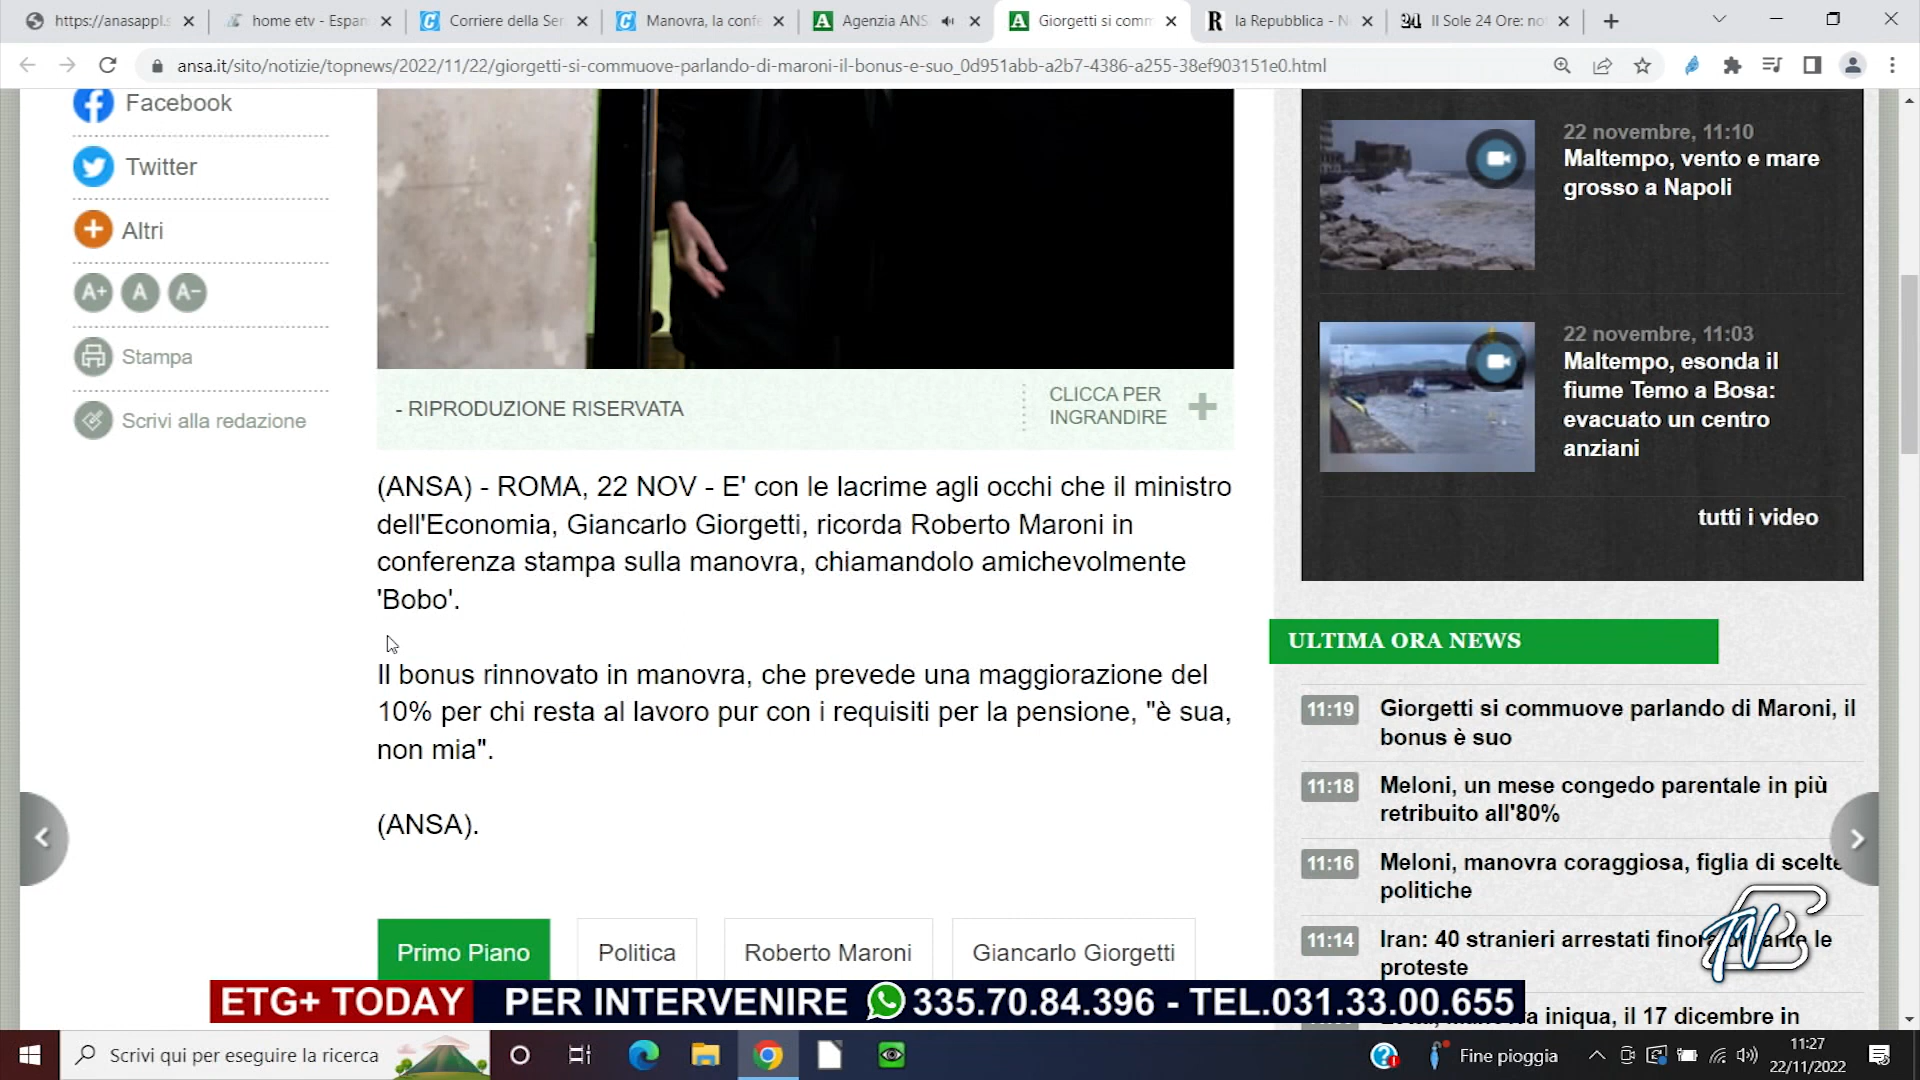 https://anasappl.s
home etv - Espan
Corriere della Ser
Manovra, la confe
Agenzia ANS
Giorgetti si comm
la Repubblica - N
Il Sole 24 Ore: not
ansa.it/sito/notizie/topnews/2022/11/22/giorgetti-si-commuove-parlando-di-maroni-il-bonus-e-suo_0d951abb-a2b7-4386-a255-38ef903151e0.html
Facebook
Twitter
Altri
A+ A A-
Stampa
Scrivi alla redazione
- RIPRODUZIONE RISERVATA
CLICCA PER
INGRANDIRE
(ANSA) - ROMA, 22 NOV - E' con le lacrime agli occhi che il ministro
dell'Economia, Giancarlo Giorgetti, ricorda Roberto Maroni in
conferenza stampa sulla manovra, chiamandolo amichevolmente
'Bobo'.
Il bonus rinnovato in manovra, che prevede una maggiorazione del
10% per chi resta al lavoro pur con i requisiti per la pensione, "è sua,
non mia".
(ANSA).
Primo Piano
Politica
Roberto Maroni
Giancarlo Giorgetti
22 novembre, 11:10
Maltempo, vento e mare
grosso a Napoli
22 novembre, 11:03
Maltempo, esonda il
fiume Temo a Bosa:
evacuato un centro
anziani
tutti i video
ULTIMA ORA NEWS
11:19 Giorgetti si commuove parlando di Maroni, il
bonus è suo
11:18 Meloni, un mese congedo parentale in più
retribuito all'80%
11:16 Meloni, manovra coraggiosa, figlia di scelte
politiche
11:14 Iran: 40 stranieri arrestati finora durante le
proteste
iniqua, il 17 dicembre in
ETG+ TODAY PER INTERVENIRE 335.70.84.396 - TEL.031.33.00.655
Scrivi qui per eseguire la ricerca
Fine pioggia
11:27
22/11/2022